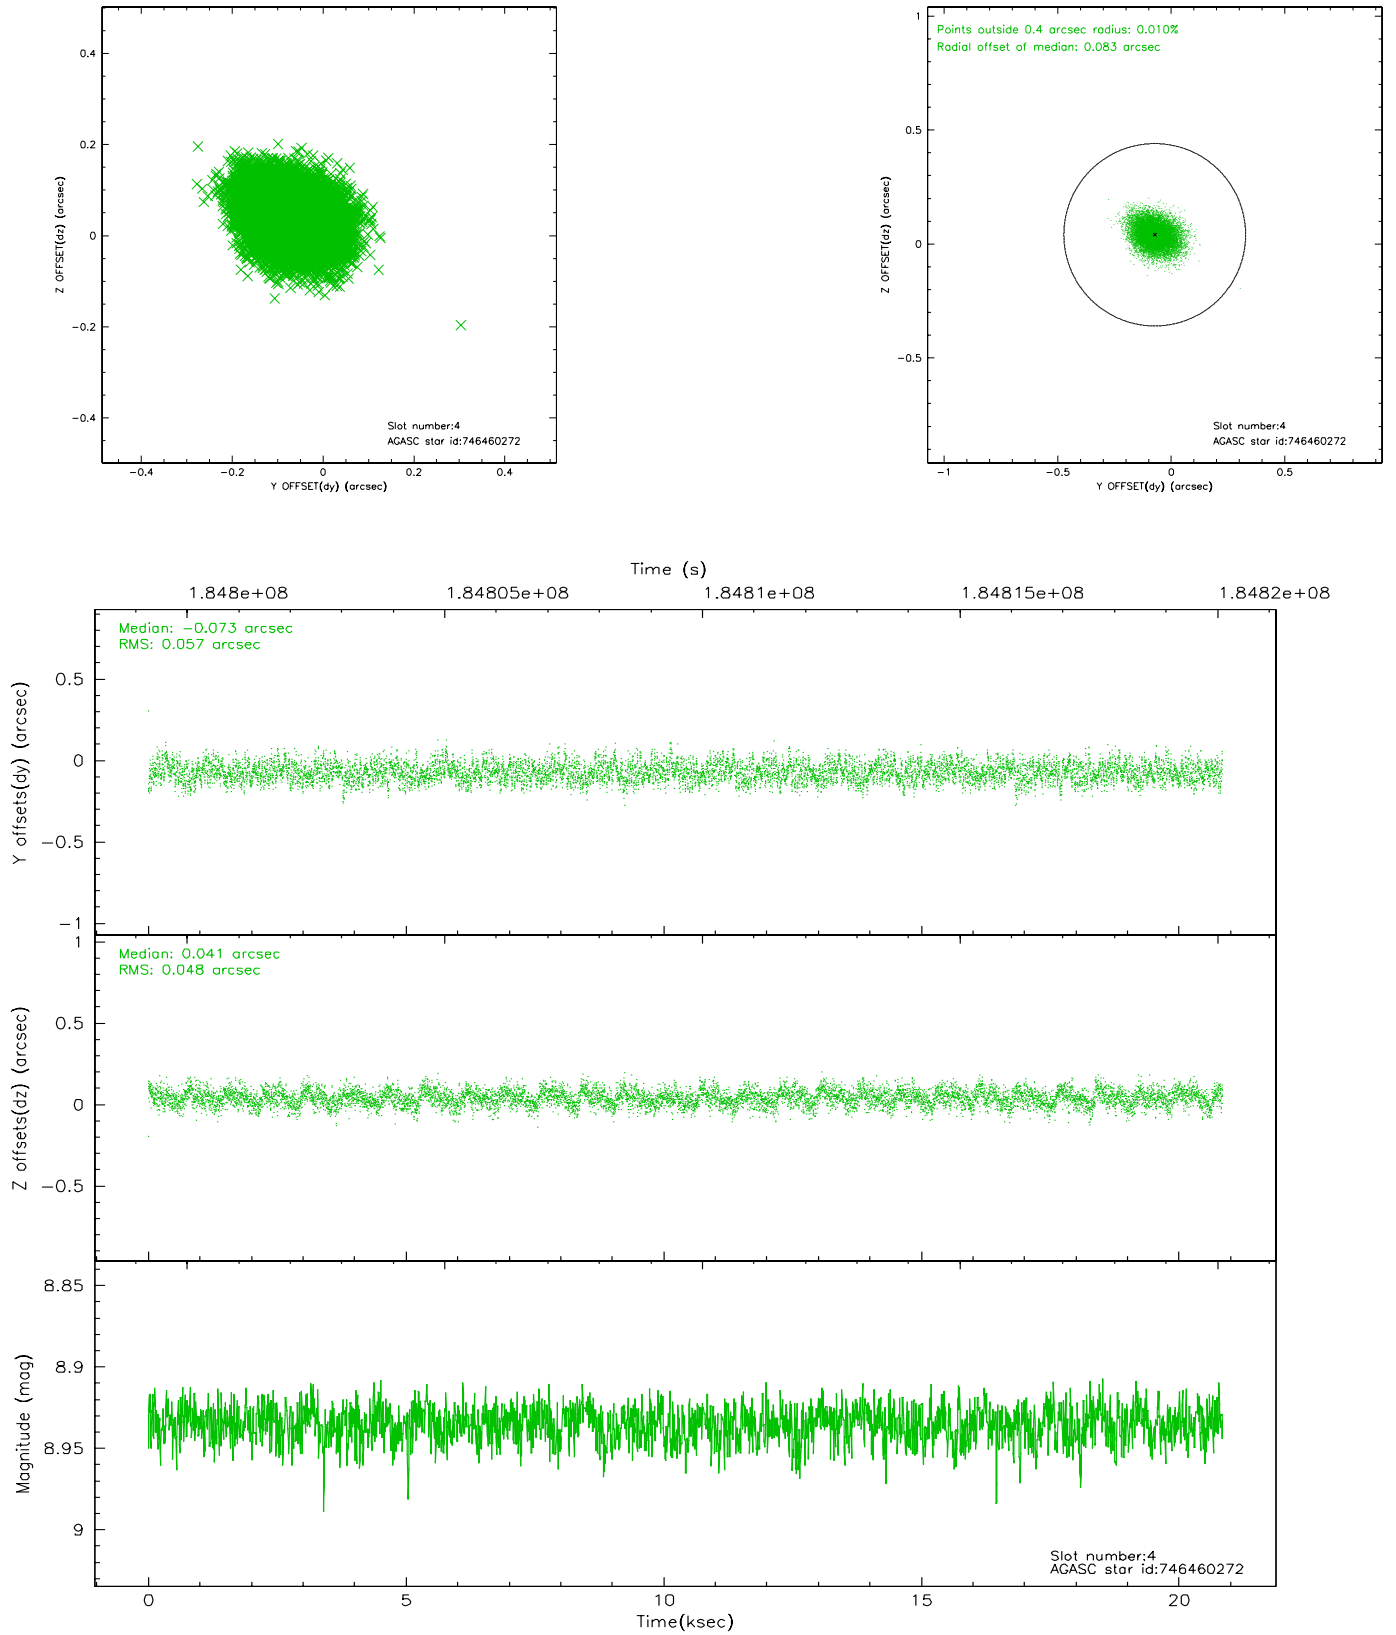 0.4
0.2
0
−0.2
−0.4
Z OFFSET(dz) (arcsec)
Slot number:4
AGASC star id:746460272
−0.4 −0.2 0 0.2 0.4
Y OFFSET(dy) (arcsec)
Points outside 0.4 arcsec radius: 0.010%
Radial offset of median: 0.083 arcsec
1
0.5
0
−0.5
Z OFFSET(dz) (arcsec)
Slot number:4
AGASC star id:746460272
−1 −0.5 0 0.5
Y OFFSET(dy) (arcsec)
Time (s)
1.848e+08 1.84805e+08 1.8481e+08 1.84815e+08 1.8482e+08
Median: −0.073 arcsec
RMS: 0.057 arcsec
0.5
0
−0.5
−1
Y offsets(dy) (arcsec)
Median: 0.041 arcsec
RMS: 0.048 arcsec
1
0.5
0
−0.5
Z offsets(dz) (arcsec)
8.85
8.9
8.95
9
Magnitude (mag)
Slot number:4
AGASC star id:746460272
0 5 10 15 20
Time(ksec)